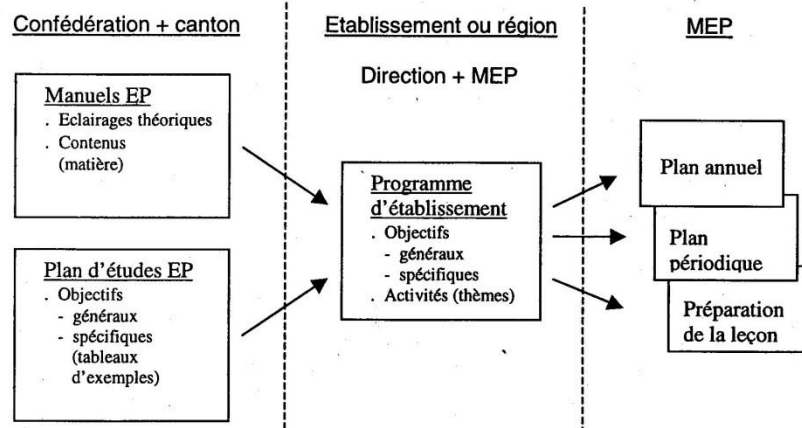 Confédération + canton
Manuels EP
. Eclairages théoriques
. Contenus
(matière)
Plan d'études EP
. Objectifs
- généraux
- spécifiques
(tableaux
d'exemples)
Etablissement ou région
Direction + MEP
Programme
d'établissement
. Objectifs
- généraux
- spécifiques
. Activités (thèmes)
MEP
Plan annuel
Plan
périodique
Préparation
de la leçon